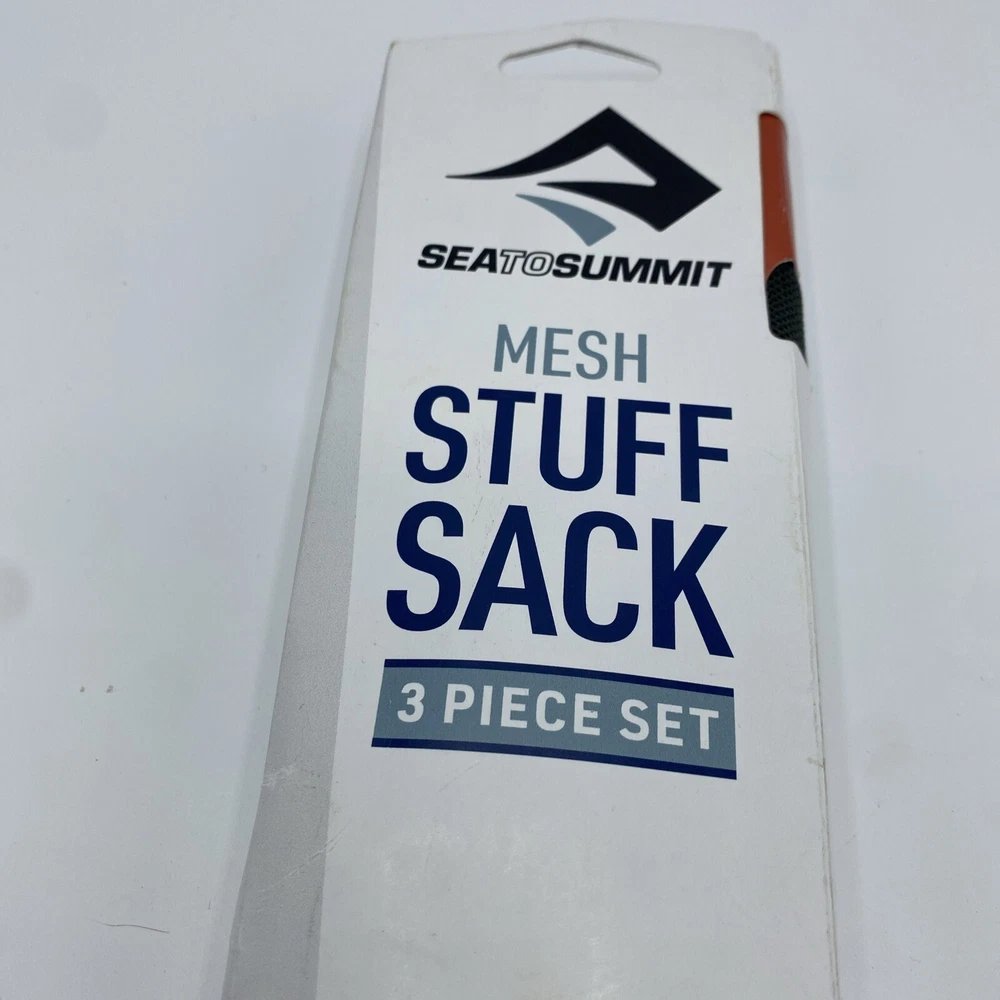 SEATOSUMMIT
MESH
STUFF
SACK
3 PIECE SET